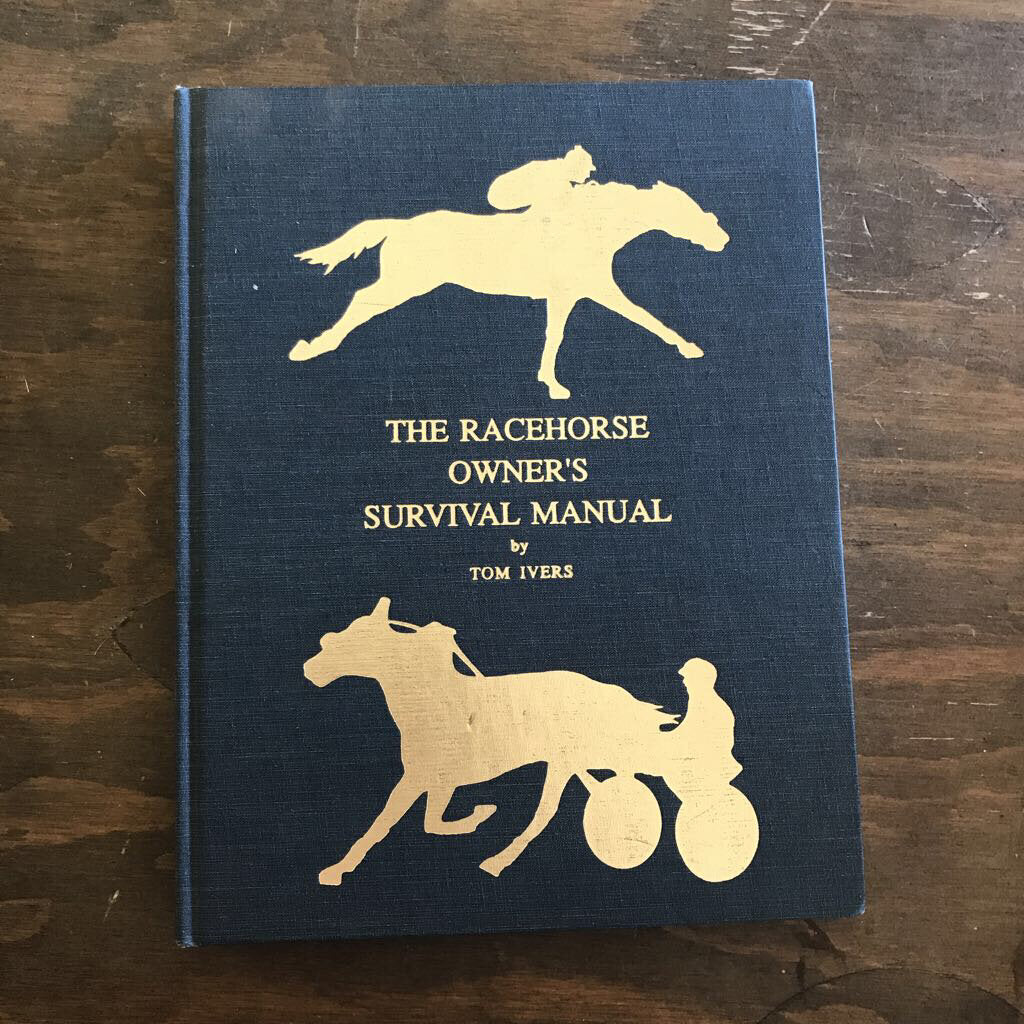 THE RACEHORSE
OWNER'S
SURVIVAL MANUAL
by
TOM IVERS